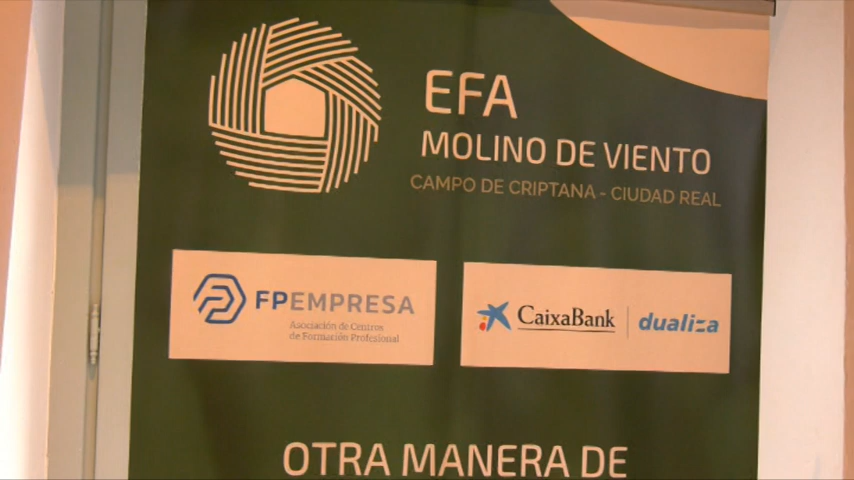 EFA
MOLINO DE VIENTO
CAMPO DE CRIPTANA - CIUDAD REAL
FPEMPRESA
Asociación de Centros
de Formación Profesional
CaixaBank
dualiza
OTRA MANERA DE